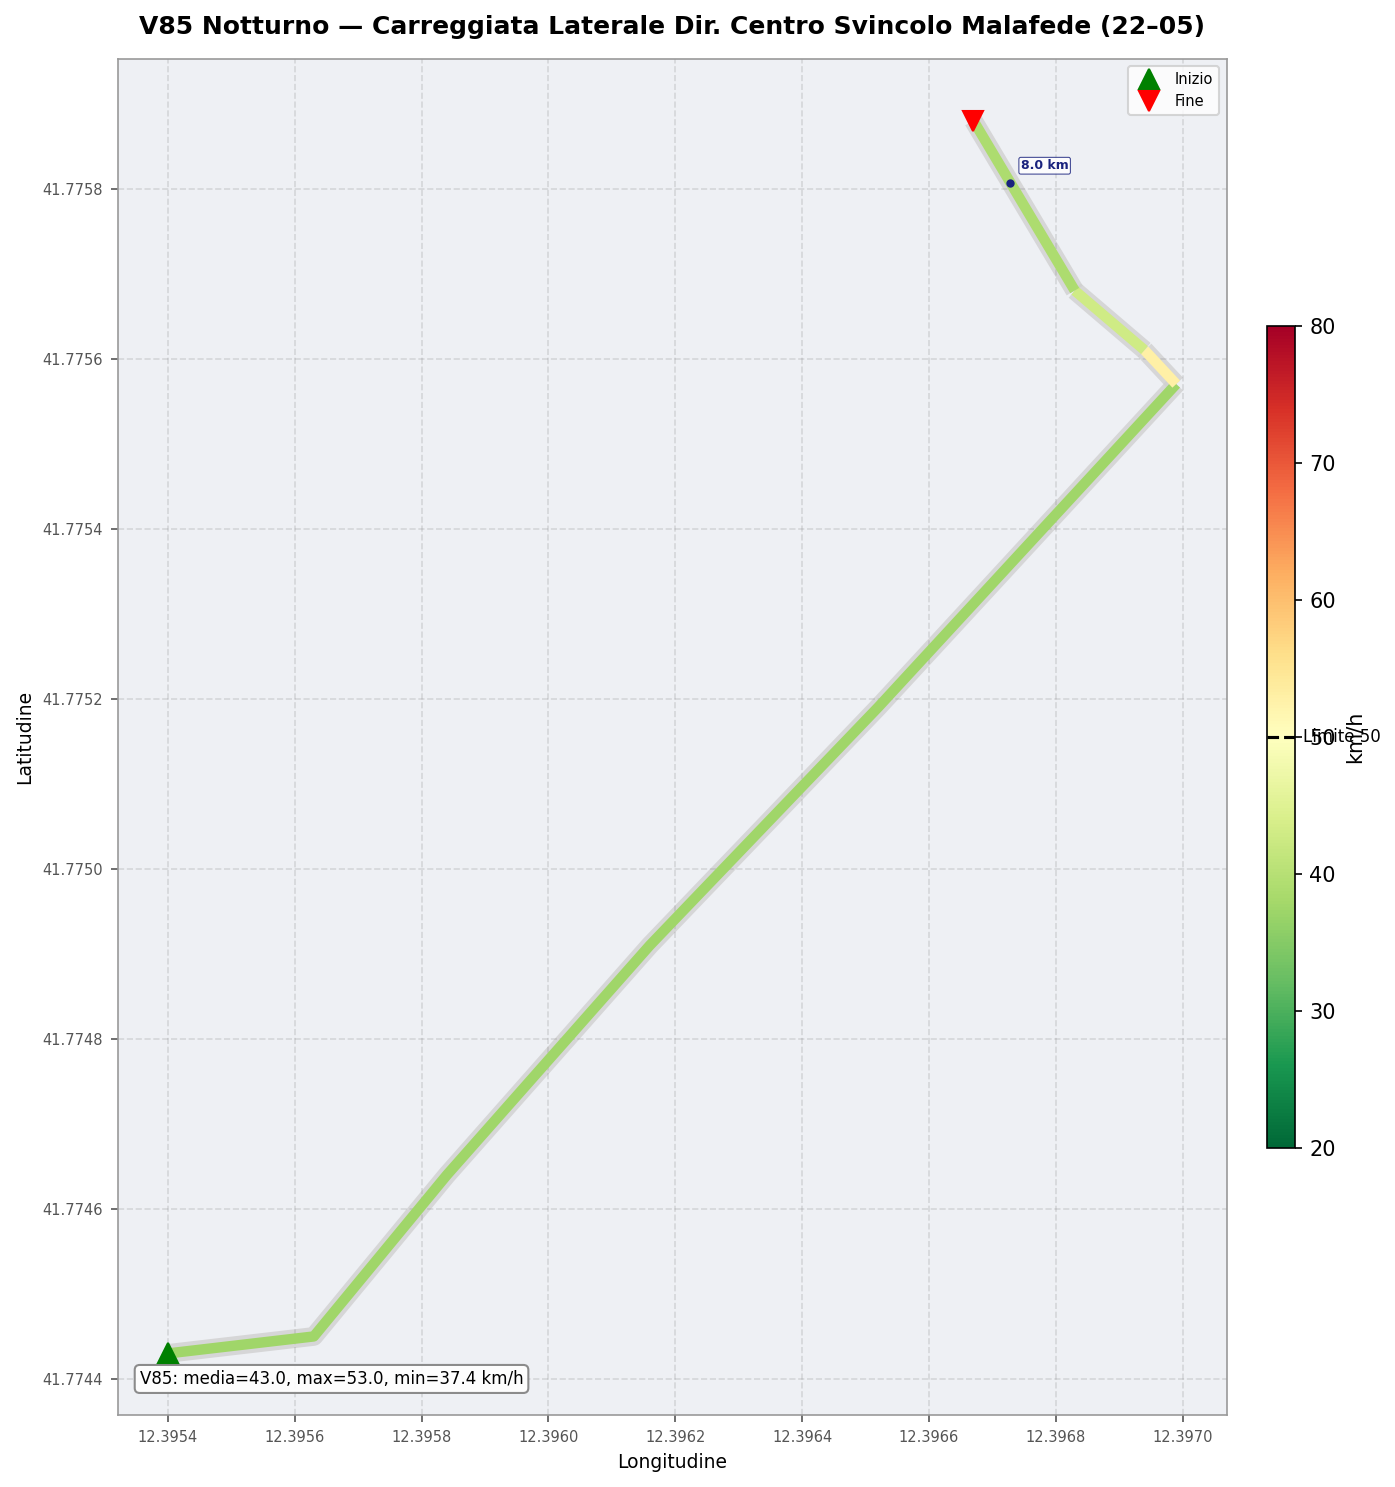 V85 Notturno — Carreggiata Laterale Dir. Centro Svincolo Malafede (22–05)
Inizio
Fine
8.0 km
41.7758
41.7756
41.7754
41.7752
41.7750
41.7748
41.7746
41.7744
Latitudine
V85: media=43.0, max=53.0, min=37.4 km/h
12.3954
12.3956
12.3958
12.3960
12.3962
12.3964
12.3966
12.3968
12.3970
Longitudine
80
70
60
50
Limite 50
40
30
20
km/h